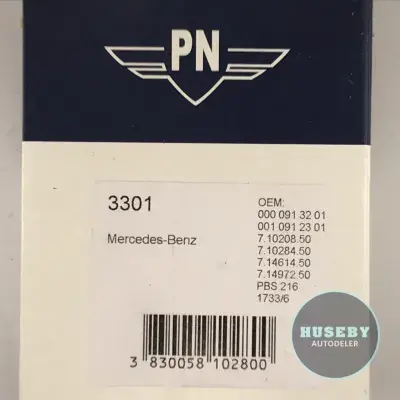 PN
3301
Mercedes-Benz
OEM:
000 091 32 01
001 091 23 01
7.10208.50
7.10284.50
7.14614.50
7.14972.50
PBS 216
1733/6
3 830058 102800
HUSEBY
AUTODELER